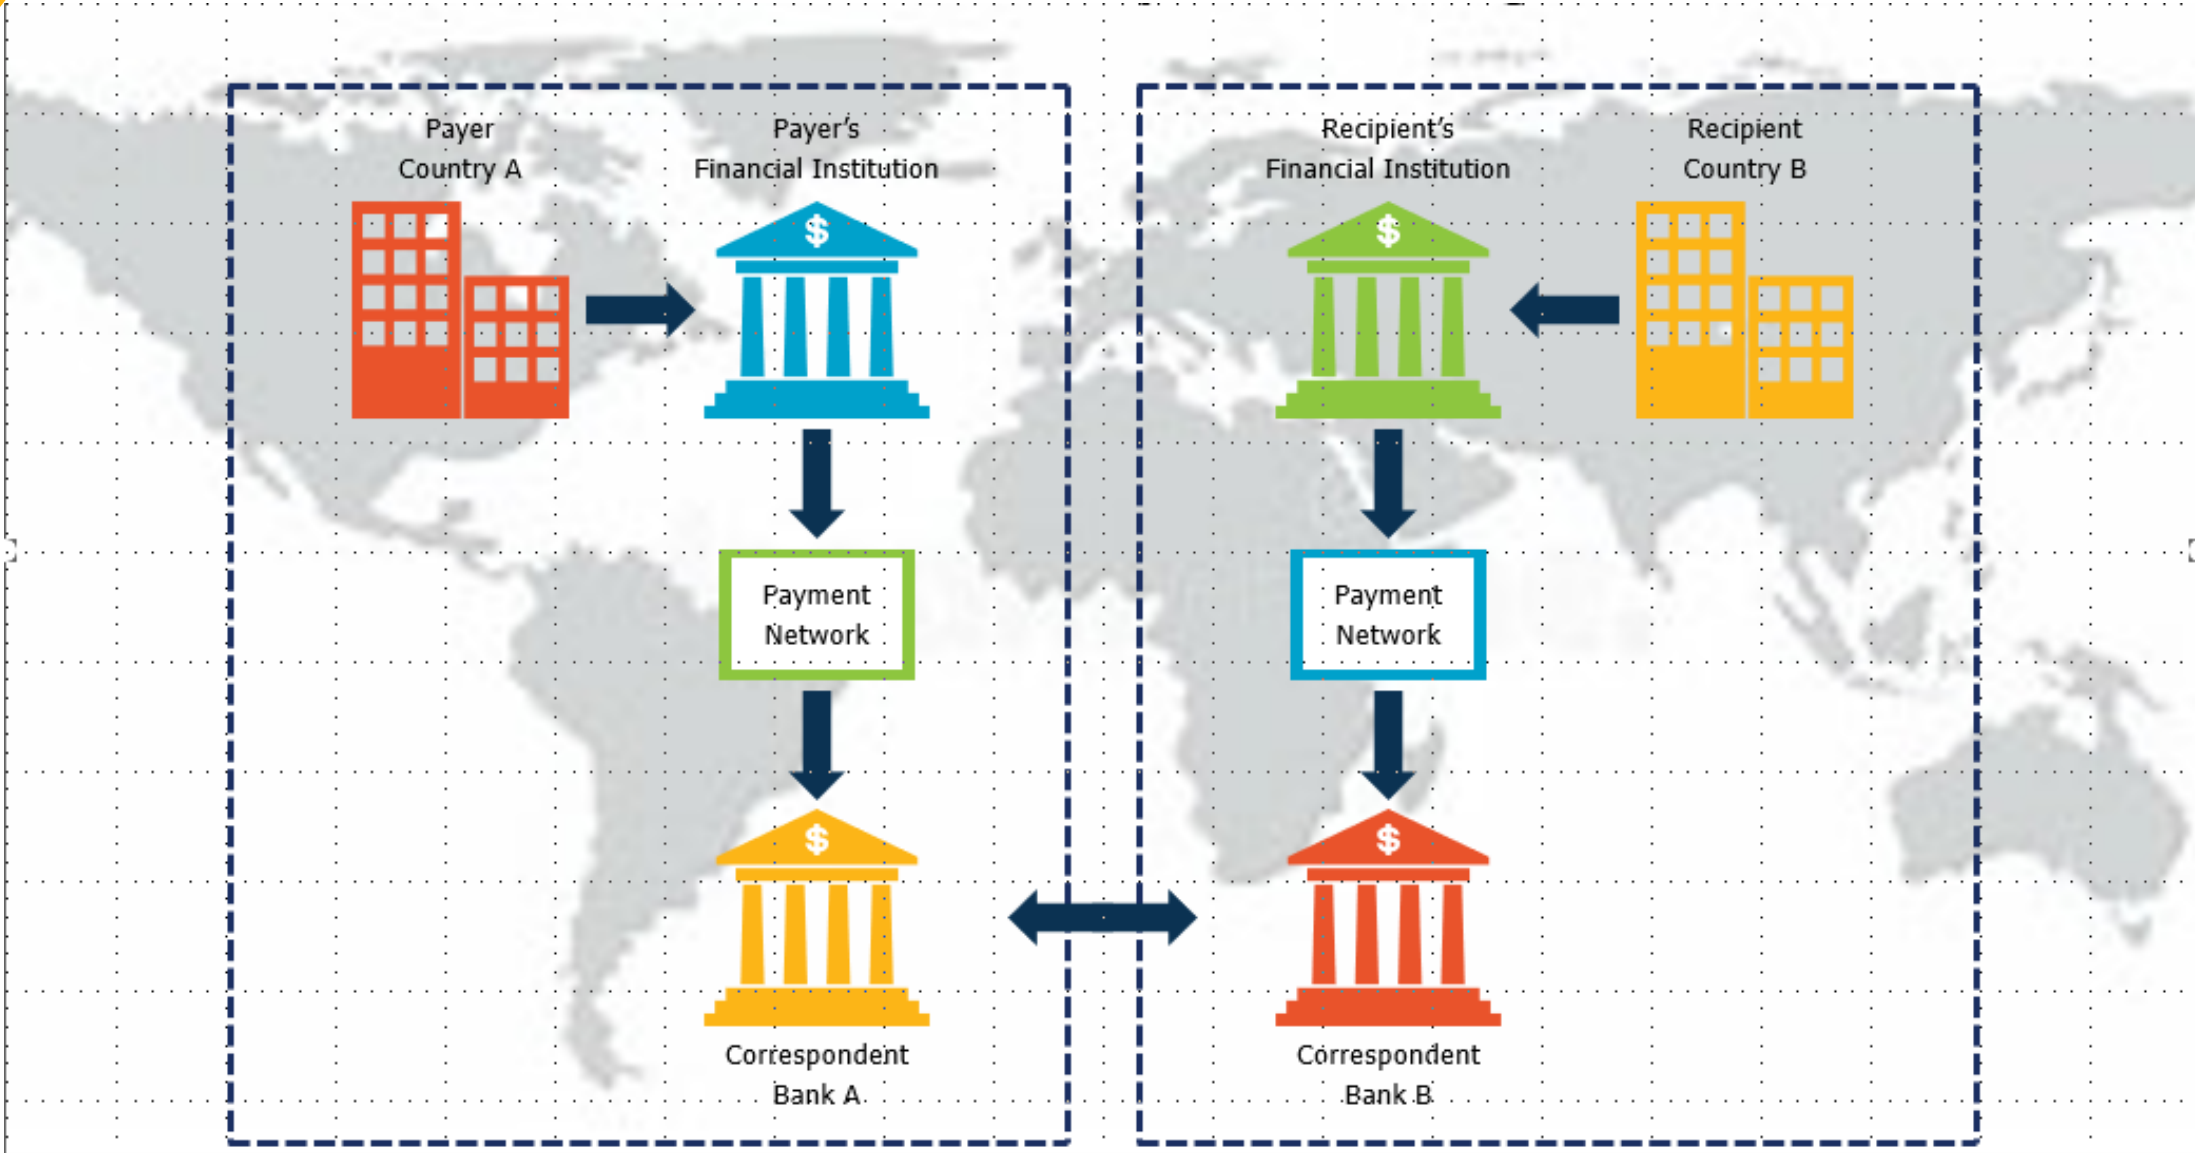 Payer
Country A
Payer's
Financial Institution
Recipient's
Financial Institution
Recipient
Country B
$
$
Payment
Network
Payment
Network
$
$
Correspondent
Bank A
Correspondent
Bank B